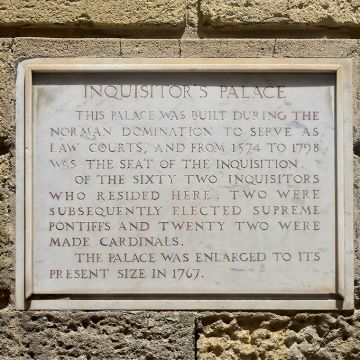 INQUISITOR'S PALACE
THIS PALACE WAS BUILT DURING THE
NORMAN DOMINATION TO SERVE AS
LAW COURTS, AND FROM 1574 TO 1798
WAS THE SEAT OF THE INQUISITION.
OF THE SIXTY TWO INQUISITORS
WHO RESIDED HERE, TWO WERE
SUBSEQUENTLY ELECTED SUPREME
PONTIFFS AND TWENTY TWO WERE
MADE CARDINALS.
THE PALACE WAS ENLARGED TO ITS
PRESENT SIZE IN 1767.